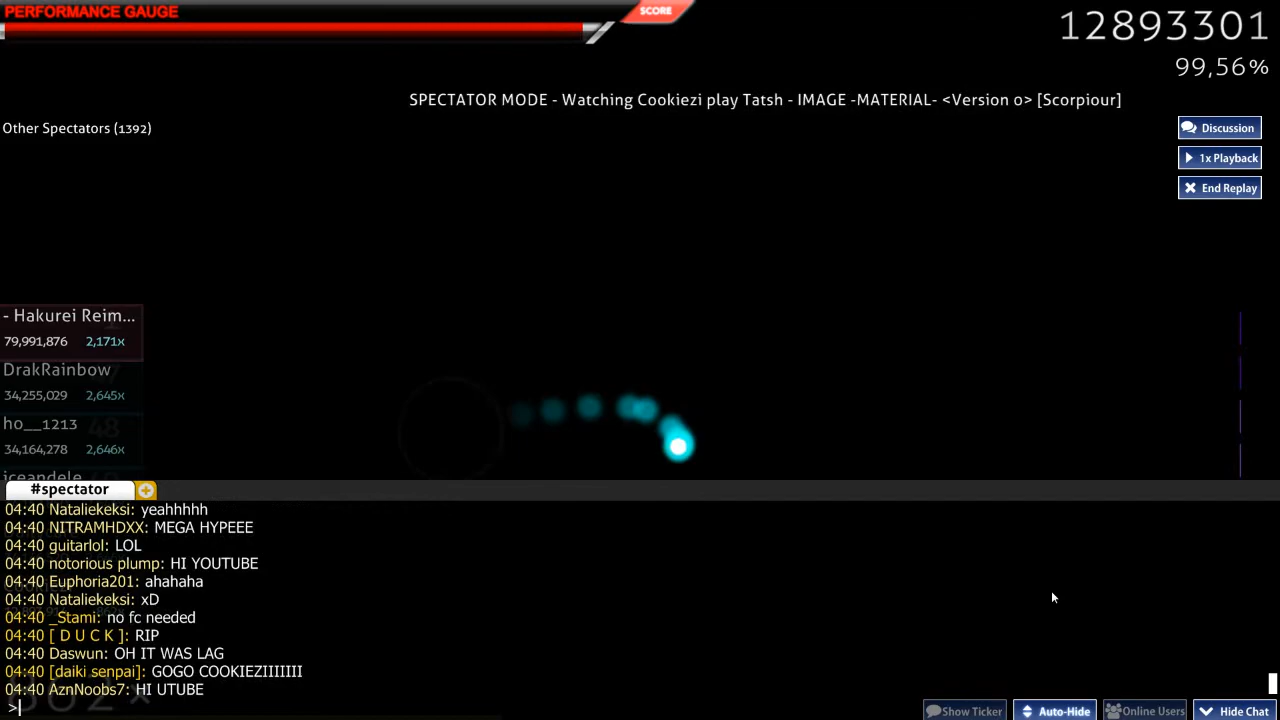 PERFORMANCE GAUGE
SCORE
12893301
99,56%
SPECTATOR MODE - Watching Cookiezi play Tatsh - IMAGE -MATERIAL- <Version 0> [Scorpiour]
Other Spectators (1392)
Discussion
1x Playback
End Replay
- Hakurei Reim...
79,991,876 2,171x
DrakRainbow
34,255,029 2,645x
ho__1213
48
34,164,278 2,646x
iceandele
#spectator
04:40 Nataliekeksi: yeahhhhh
04:40 NITRAMHDXX: MEGA HYPEEE
04:40 guitarlol: LOL
04:40 notorious plump: HI YOUTUBE
04:40 Euphoria201: ahahaha
04:40 Nataliekeksi: xD
04:40 _Stami: no fc needed
04:40 [ D U C K ]: RIP
04:40 Daswun: OH IT WAS LAG
04:40 [daiki senpai]: GOGO COOKIEZIIIIIII
04:40 AznNoobs7: HI UTUBE
862x
>
Show Ticker
Auto-Hide
Online Users
Hide Chat